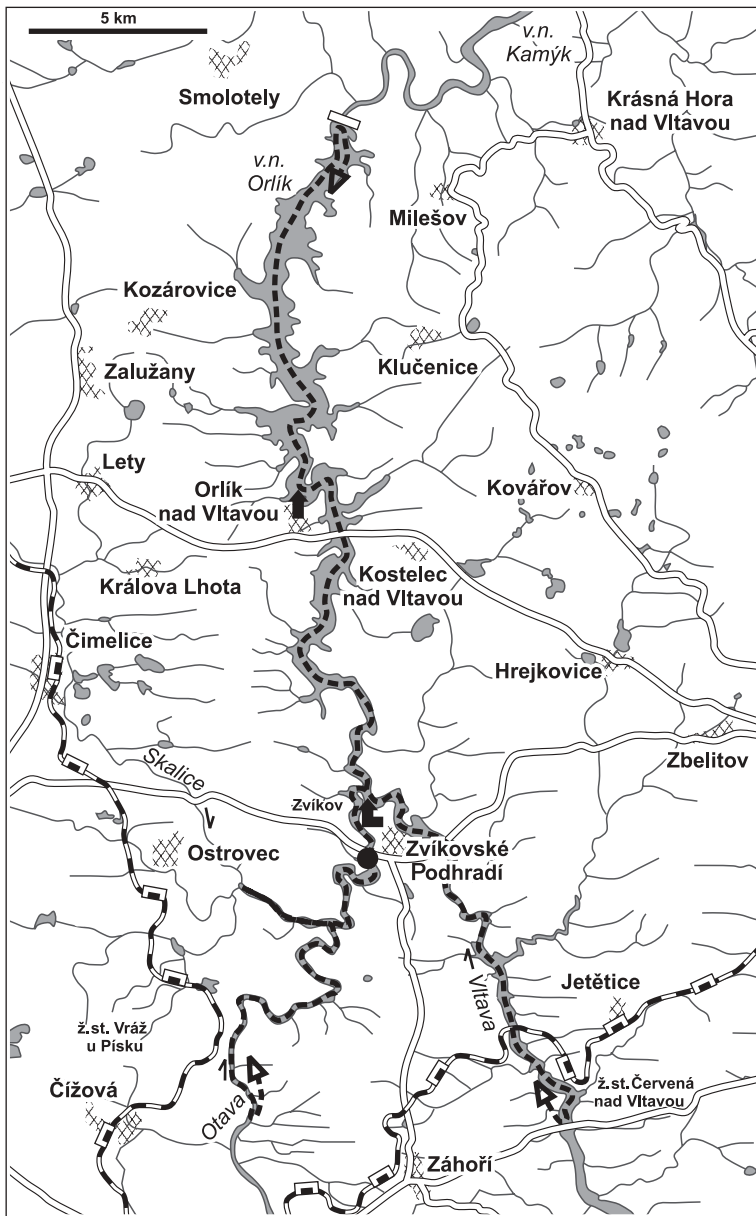 5 km
v.n.
Kamýk
Smolotely
Krásná Hora
nad Vltavou
v.n.
Orlík
Milešov
Kozárovice
Klučenice
Zalužany
Lety
Orlík
nad Vltavou
Kovářov
Králova Lhota
Kostelec
nad Vltavou
Čimelice
Hrejkovice
Skalice
Zbelitov
Zvíkov
Ostrovec
Zvíkovské
Podhradí
Vltava
Jetětice
ž.st. Vráž
u Písku
Čížová
Otava
ž.st. Červená
nad Vltavou
Záhoří